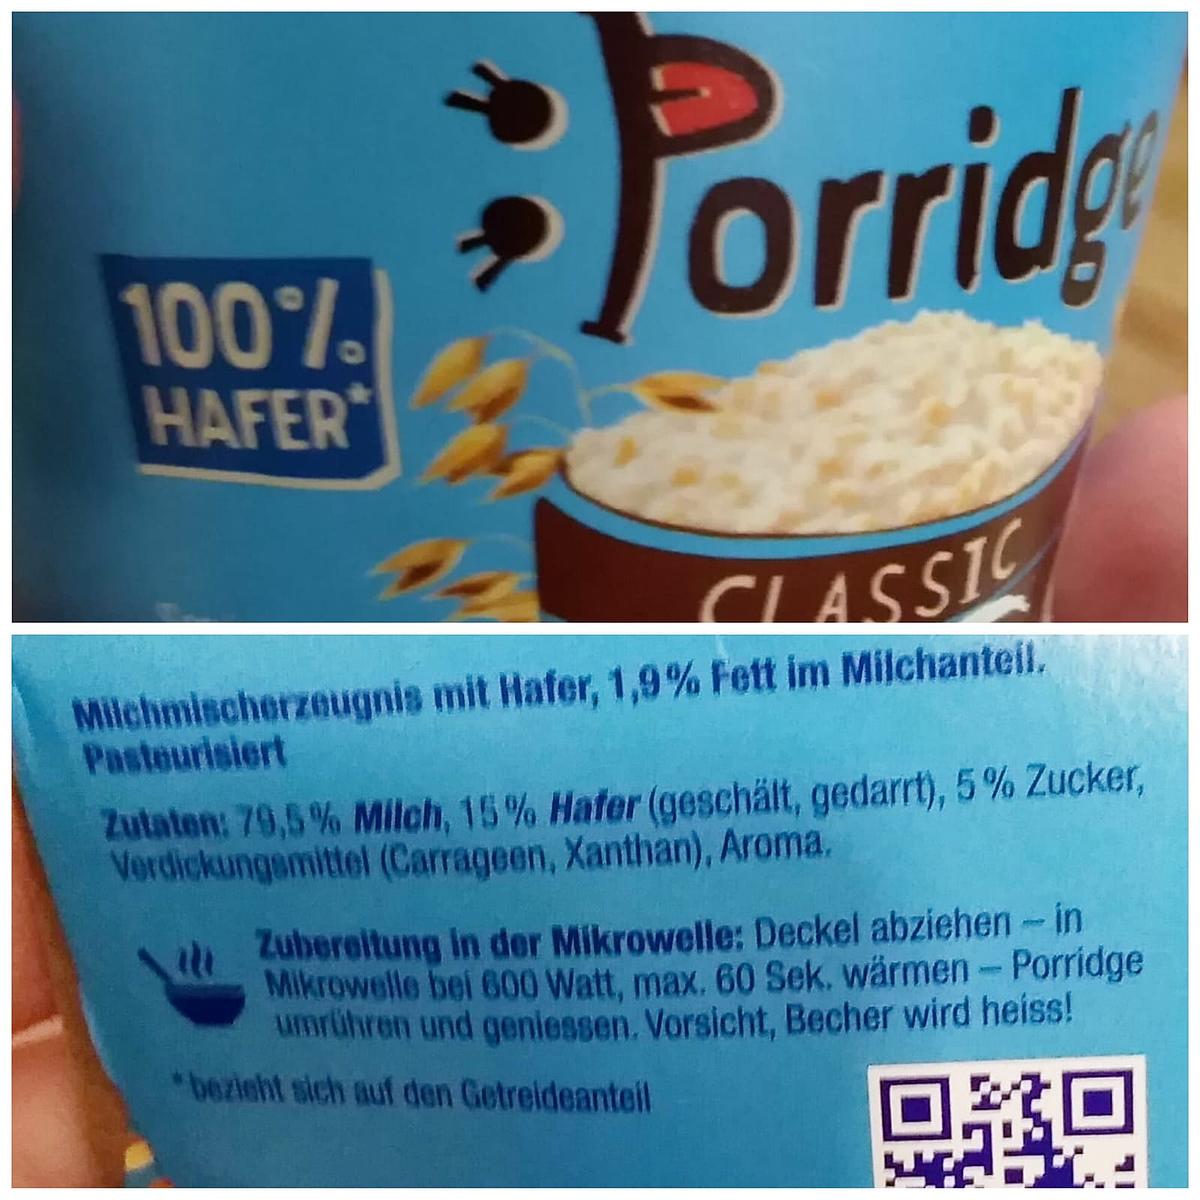 Porridge
100%
HAFER*
CLASSIC
Milchmischerzeugnis mit Hafer, 1,9% Fett im Milchanteil.
Pasteurisiert
Zutaten: 79,5% Milch, 15% Hafer (geschält, gedarrt), 5% Zucker,
Verdickungsmittel (Carrageen, Xanthan), Aroma.
Zubereitung in der Mikrowelle: Deckel abziehen – in
Mikrowelle bei 600 Watt, max. 60 Sek. wärmen – Porridge
umrühren und geniessen. Vorsicht, Becher wird heiss!
*bezieht sich auf den Getreideanteil